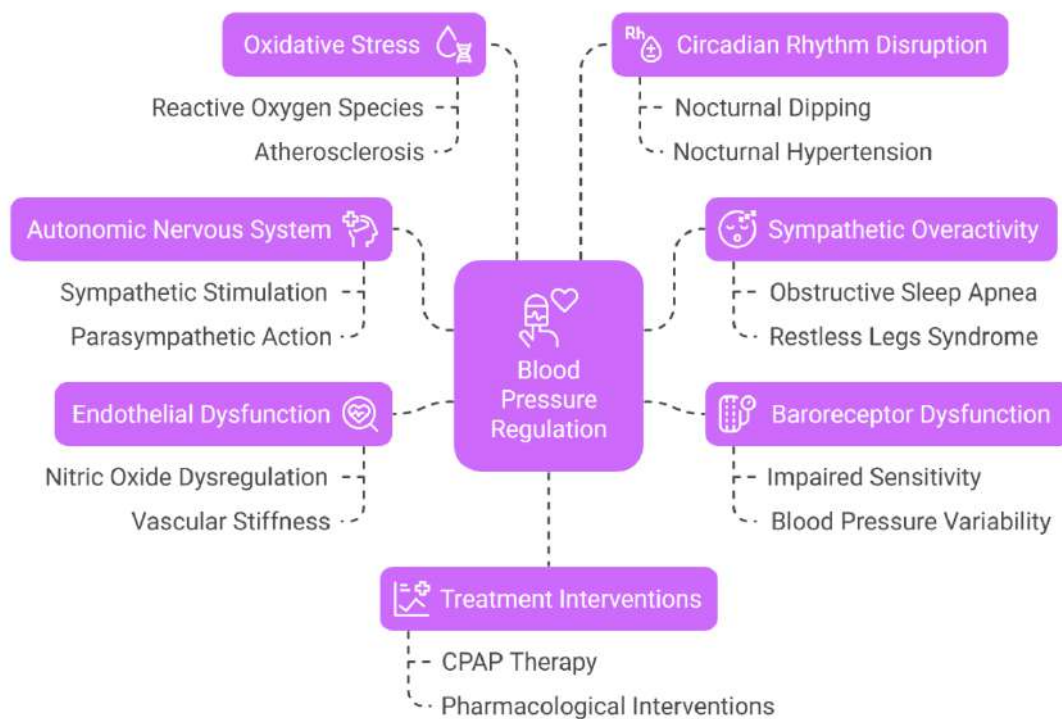 Oxidative Stress
Reactive Oxygen Species
Atherosclerosis
Rh
Circadian Rhythm Disruption
Nocturnal Dipping
Nocturnal Hypertension
Autonomic Nervous System
Sympathetic Stimulation
Parasympathetic Action
Sympathetic Overactivity
Obstructive Sleep Apnea
Restless Legs Syndrome
Blood
Pressure
Regulation
Endothelial Dysfunction
Nitric Oxide Dysregulation
Vascular Stiffness
Baroreceptor Dysfunction
Impaired Sensitivity
Blood Pressure Variability
Treatment Interventions
CPAP Therapy
Pharmacological Interventions